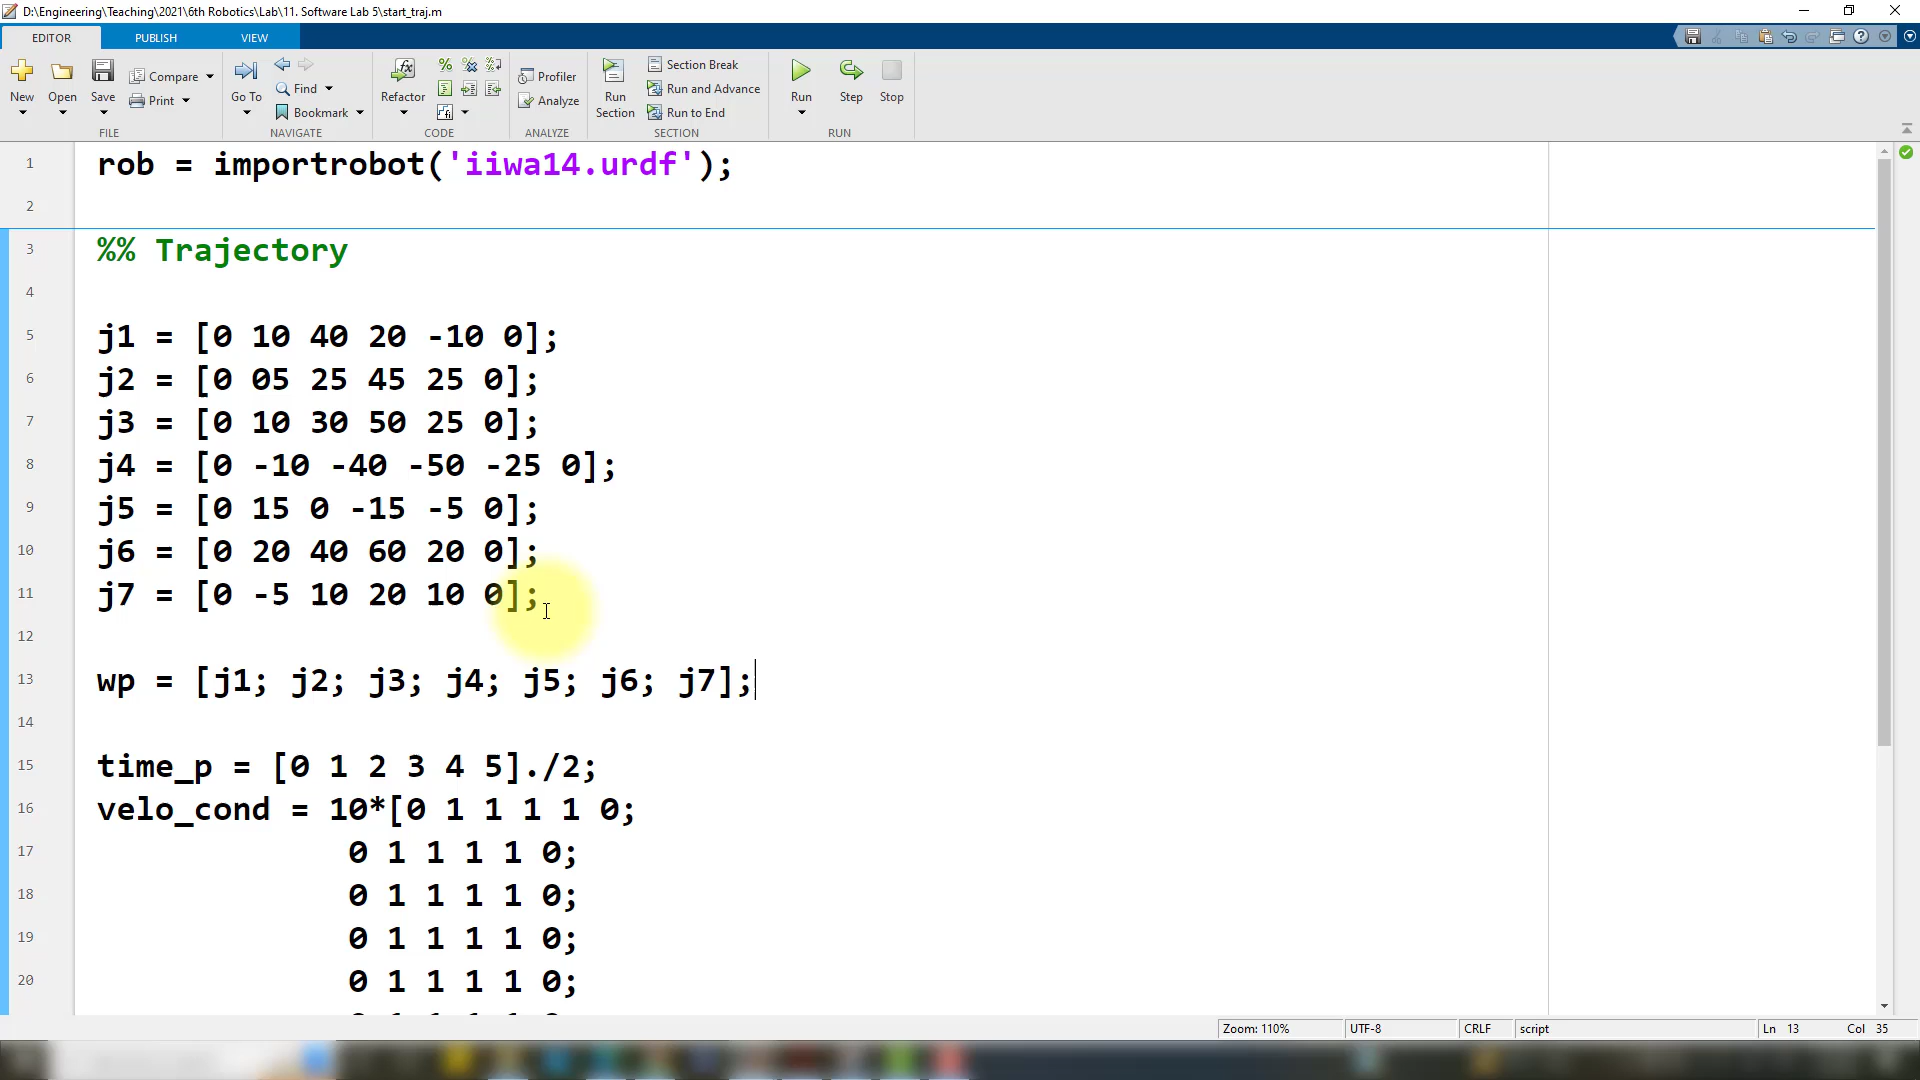 D:\Engineering\Teaching\2021\6th Robotics\Lab\11. Software Lab 5\start_traj.m
EDITOR PUBLISH VIEW
New Open Save Compare Print Go To Find Bookmark Refactor Profiler Analyze Run Section Section Break Run and Advance Run to End Run Step Stop
FILE NAVIGATE CODE ANALYZE SECTION RUN
1 rob = importrobot('iiwa14.urdf');
2
3 %% Trajectory
4
5 j1 = [0 10 40 20 -10 0];
6 j2 = [0 05 25 45 25 0];
7 j3 = [0 10 30 50 25 0];
8 j4 = [0 -10 -40 -50 -25 0];
9 j5 = [0 15 0 -15 -5 0];
10 j6 = [0 20 40 60 20 0];
11 j7 = [0 -5 10 20 10 0];
12
13 wp = [j1; j2; j3; j4; j5; j6; j7];
14
15 time_p = [0 1 2 3 4 5]./2;
16 velo_cond = 10*[0 1 1 1 1 0;
17 0 1 1 1 1 0;
18 0 1 1 1 1 0;
19 0 1 1 1 1 0;
20 0 1 1 1 1 0;
Zoom: 110% UTF-8 CRLF script Ln 13 Col 35